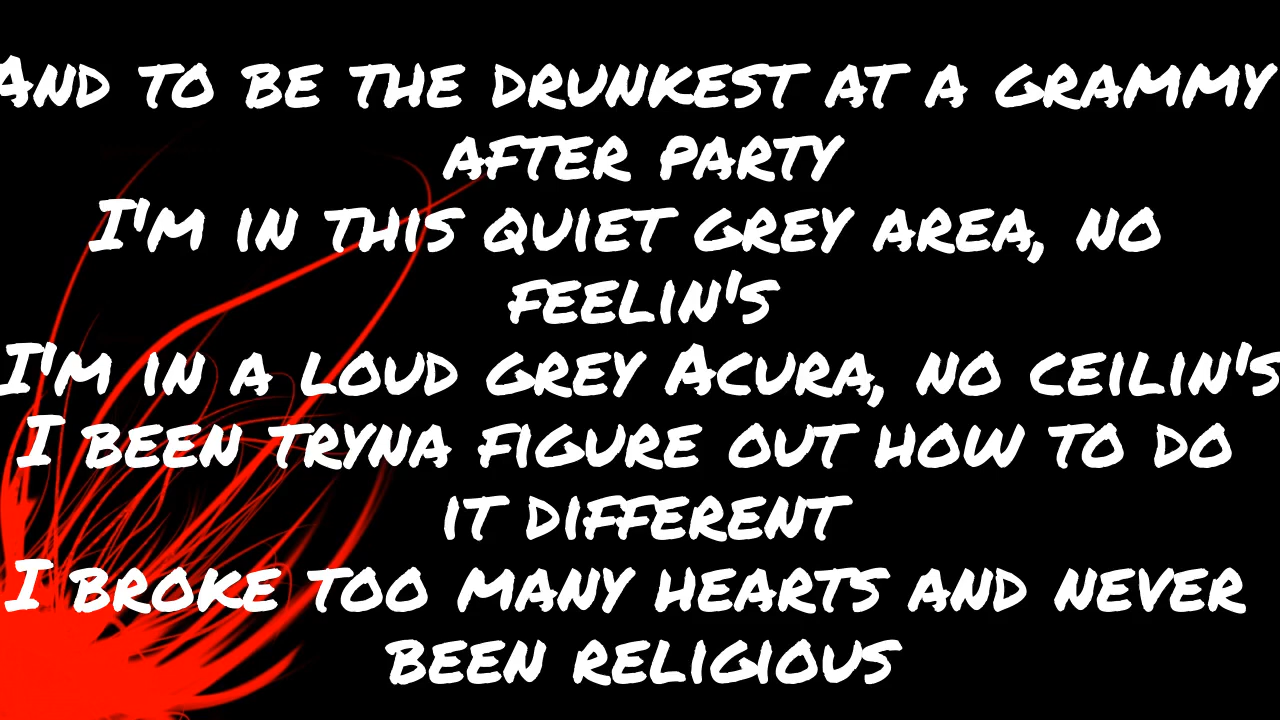 And to be the drunkest at a grammy
after party
I'm in this quiet grey area, no
feelin's
I'm in a loud grey Acura, no ceilin's
I been tryna figure out how to do
it different
I broke too many hearts and never
been religious